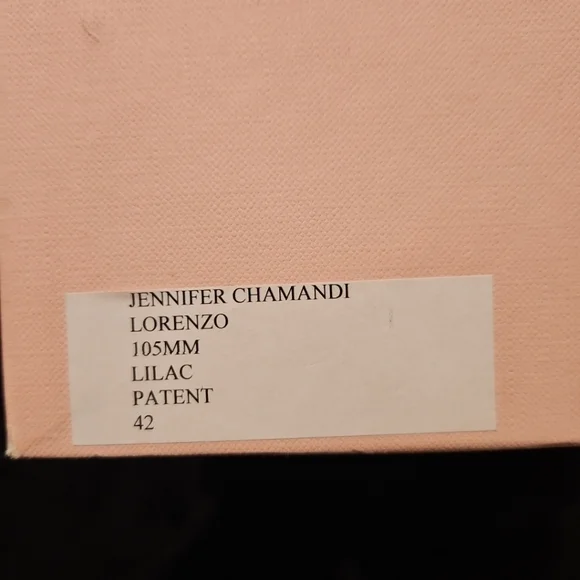 JENNIFER CHAMANDI
LORENZO
105MM
LILAC
PATENT
42